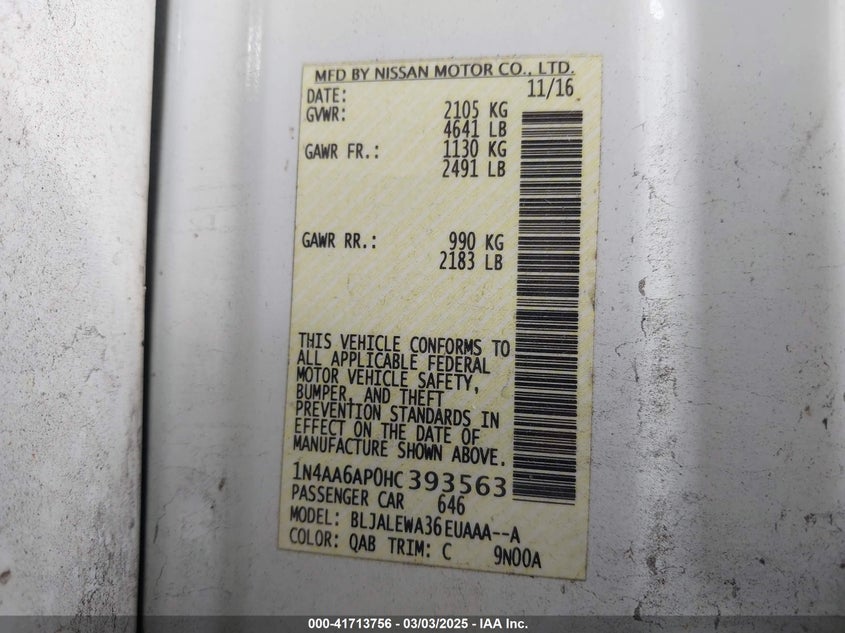 MFD BY NISSAN MOTOR CO., LTD.
DATE: 11/16
GVWR: 2105 KG
4641 LB
GAWR FR.: 1130 KG
2491 LB
GAWR RR.: 990 KG
2183 LB
THIS VEHICLE CONFORMS TO
ALL APPLICABLE FEDERAL
MOTOR VEHICLE SAFETY,
BUMPER, AND THEFT
PREVENTION STANDARDS IN
EFFECT ON THE DATE OF
MANUFACTURE SHOWN ABOVE.
1N4AA6AP0HC393563
PASSENGER CAR 646
MODEL: BLJALEWA36EUAAA--A
COLOR: QAB TRIM: C 9N00A
000-41713756 - 03/03/2025 - IAA Inc.